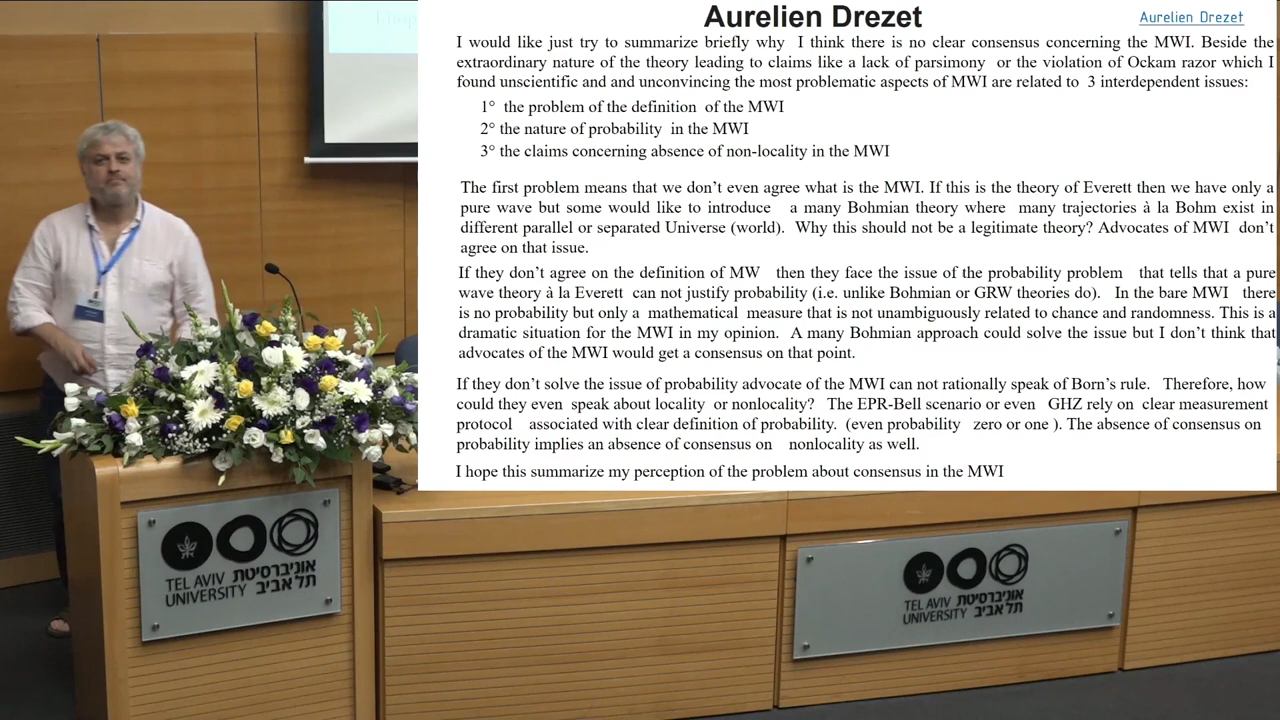 Aurelien Drezet
Aurelien Drezet
I would like just try to summarize briefly why I think there is no clear consensus concerning the MWI. Beside the
extraordinary nature of the theory leading to claims like a lack of parsimony or the violation of Ockam razor which I
found unscientific and and unconvincing the most problematic aspects of MWI are related to 3 interdependent issues:
1° the problem of the definition of the MWI
2° the nature of probability in the MWI
3° the claims concerning absence of non-locality in the MWI
The first problem means that we don't even agree what is the MWI. If this is the theory of Everett then we have only a
pure wave but some would like to introduce a many Bohmian theory where many trajectories à la Bohm exist in
different parallel or separated Universe (world). Why this should not be a legitimate theory? Advocates of MWI don't
agree on that issue.
If they don't agree on the definition of MW then they face the issue of the probability problem that tells that a pure
wave theory à la Everett can not justify probability (i.e. unlike Bohmian or GRW theories do). In the bare MWI there
is no probability but only a mathematical measure that is not unambiguously related to chance and randomness. This is a
dramatic situation for the MWI in my opinion. A many Bohmian approach could solve the issue but I don't think that
advocates of the MWI would get a consensus on that point.
If they don't solve the issue of probability advocate of the MWI can not rationally speak of Born's rule. Therefore, how
could they even speak about locality or nonlocality? The EPR-Bell scenario or even GHZ rely on clear measurement
protocol associated with clear definition of probability. (even probability zero or one ). The absence of consensus on
probability implies an absence of consensus on nonlocality as well.
I hope this summarize my perception of the problem about consensus in the MWI
TEL AVIV אוניברסיטת
UNIVERSITY תל אביב
TEL AVIV אוניברסיטת
UNIVERSITY תל אביב